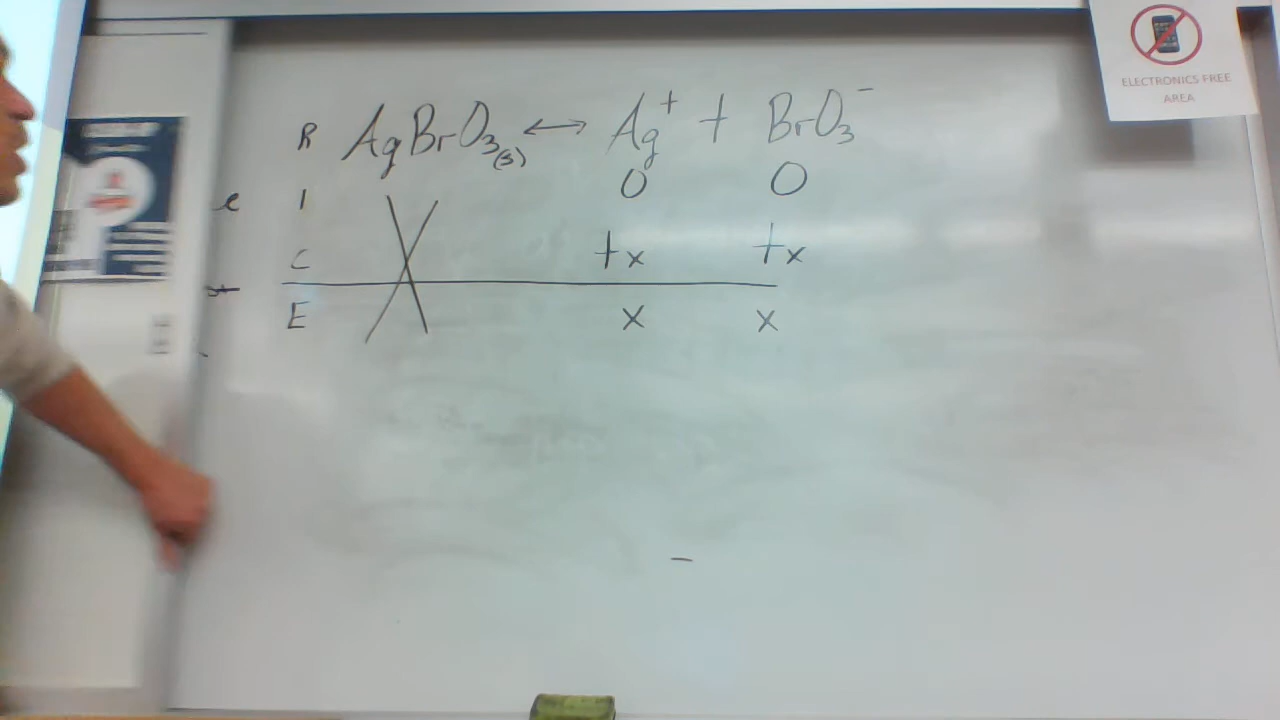 ELECTRONICS FREE
AREA
R AgBrO₃(s) ↔ Ag⁺ + BrO₃⁻
I 0 0
C +x +x
E x x